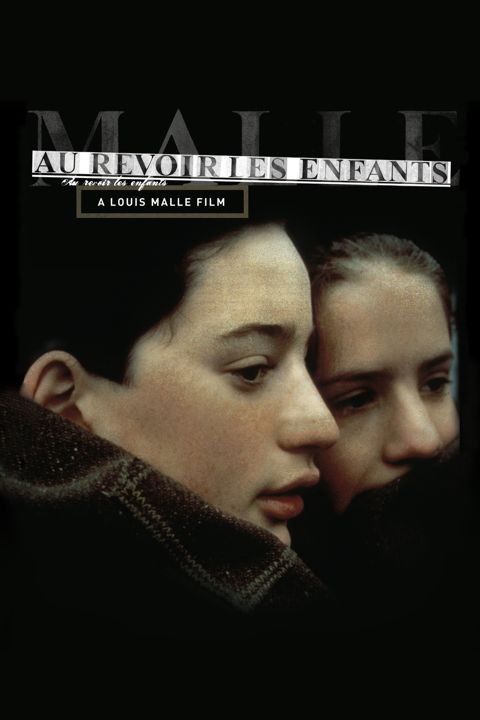 MALLE
AU REVOIR LES ENFANTS
Au revoir les enfants
A LOUIS MALLE FILM